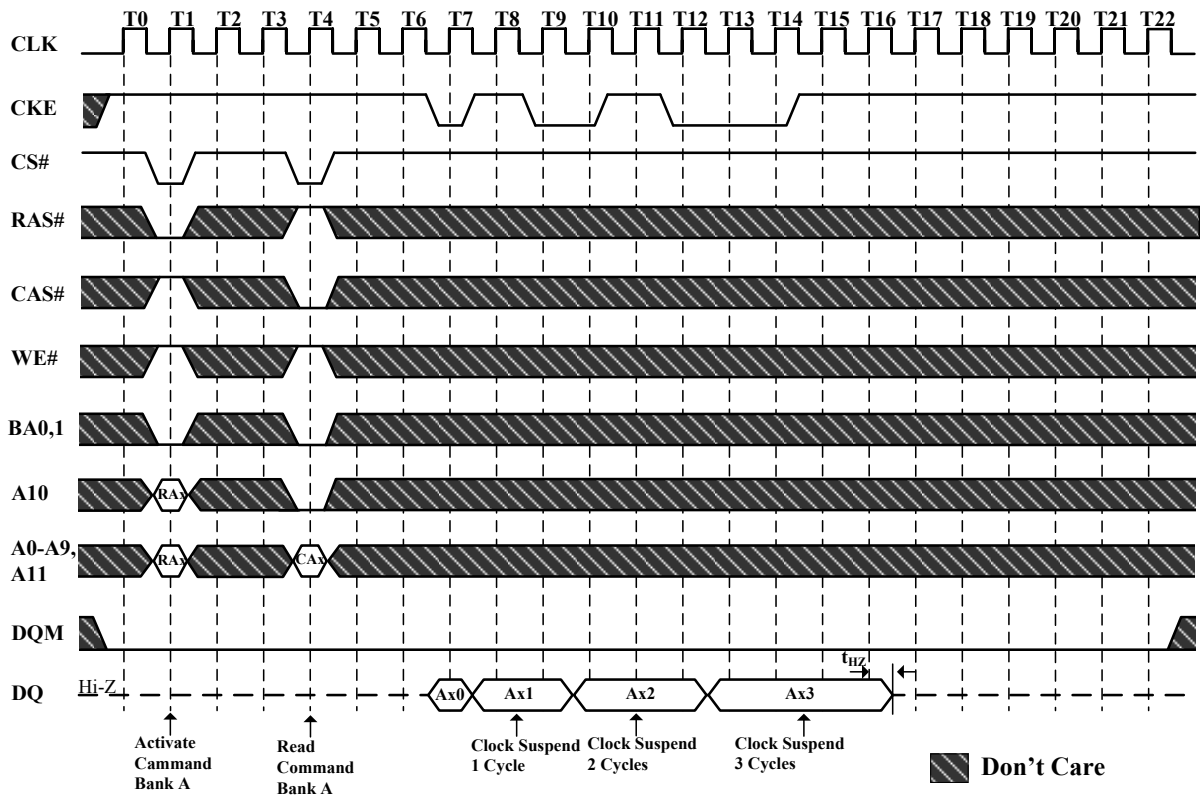 T0 T1 T2 T3 T4 T5 T6 T7 T8 T9 T10 T11 T12 T13 T14 T15 T16 T17 T18 T19 T20 T21 T22
CLK
CKE
CS#
RAS#
CAS#
WE#
BA0,1
A10 RAx
A0-A9,
A11 RAx CAx
DQM
tHZ
DQ Hi-Z Ax0 Ax1 Ax2 Ax3
Activate
Cammand
Bank A
Read
Command
Bank A
Clock Suspend
1 Cycle
Clock Suspend
2 Cycles
Clock Suspend
3 Cycles
Don't Care